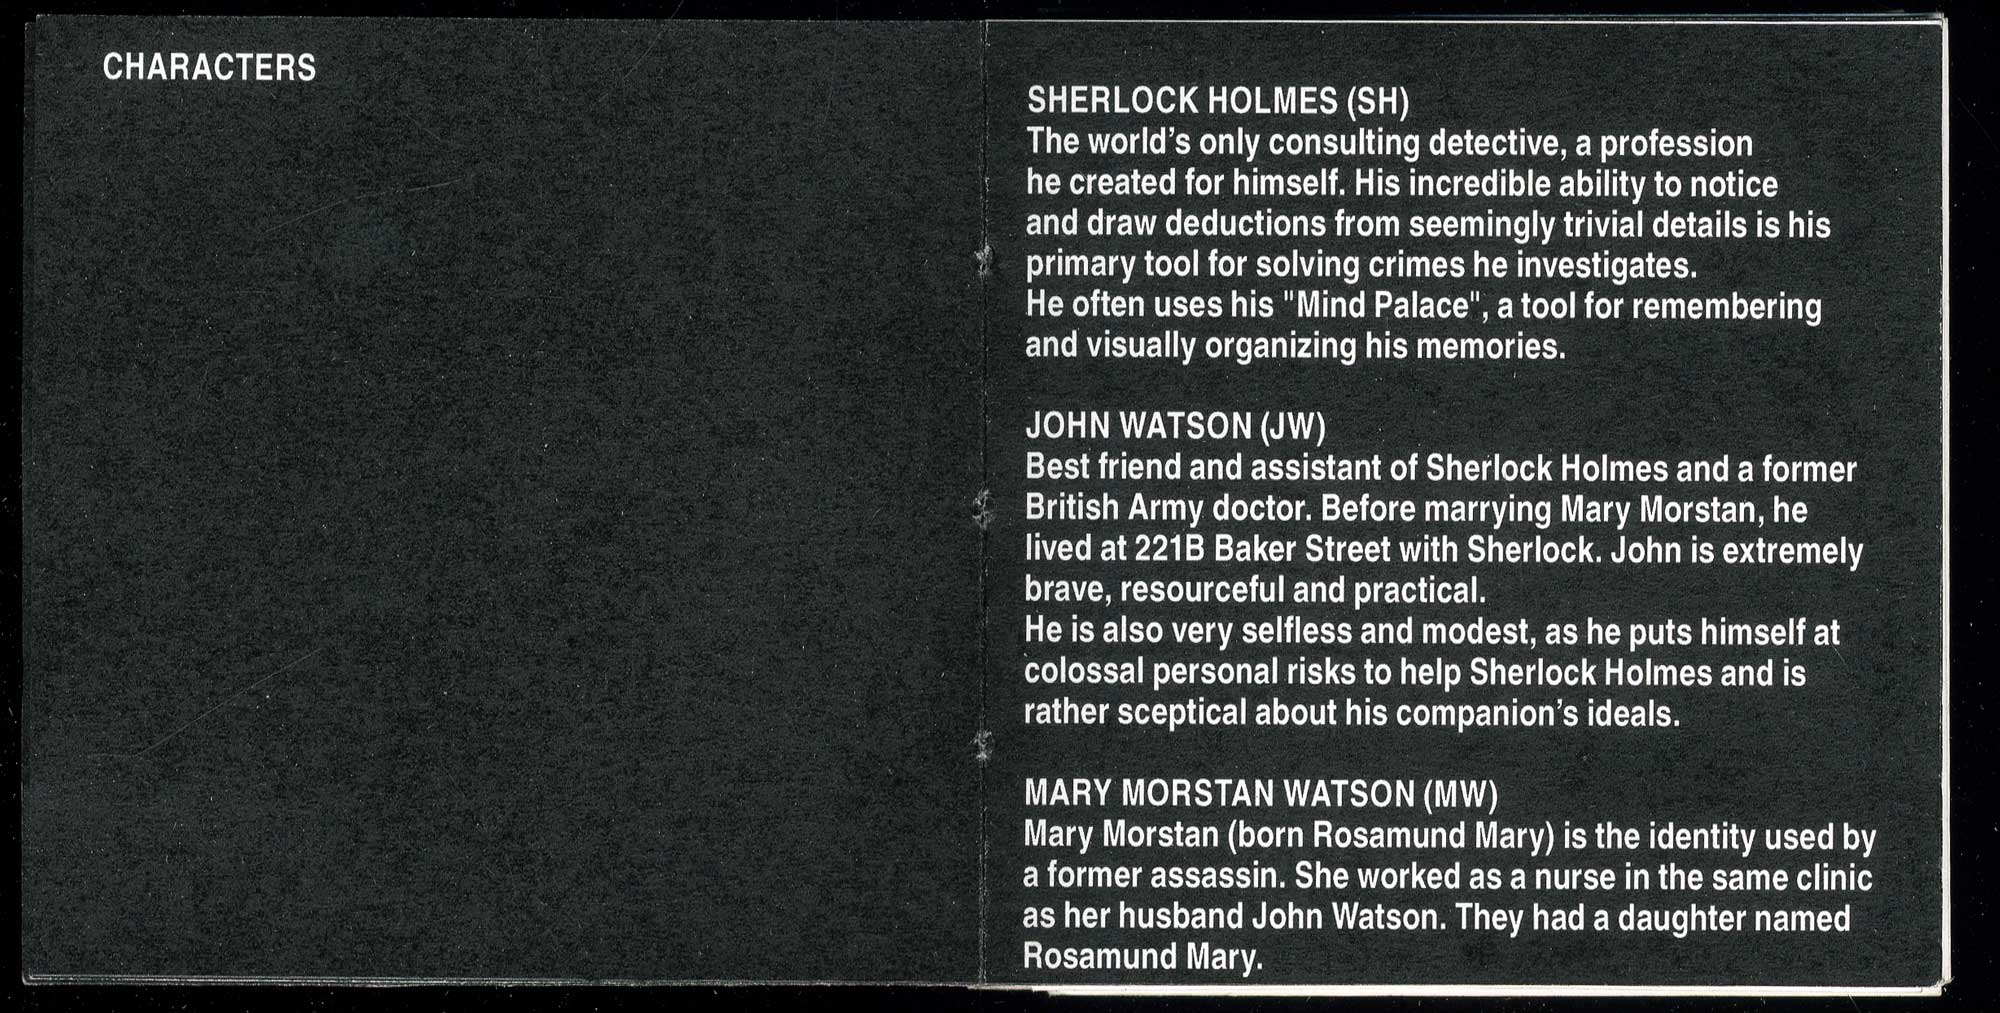 CHARACTERS
SHERLOCK HOLMES (SH)
The world's only consulting detective, a profession
he created for himself. His incredible ability to notice
and draw deductions from seemingly trivial details is his
primary tool for solving crimes he investigates.
He often uses his "Mind Palace", a tool for remembering
and visually organizing his memories.
JOHN WATSON (JW)
Best friend and assistant of Sherlock Holmes and a former
British Army doctor. Before marrying Mary Morstan, he
lived at 221B Baker Street with Sherlock. John is extremely
brave, resourceful and practical.
He is also very selfless and modest, as he puts himself at
colossal personal risks to help Sherlock Holmes and is
rather sceptical about his companion's ideals.
MARY MORSTAN WATSON (MW)
Mary Morstan (born Rosamund Mary) is the identity used by
a former assassin. She worked as a nurse in the same clinic
as her husband John Watson. They had a daughter named
Rosamund Mary.